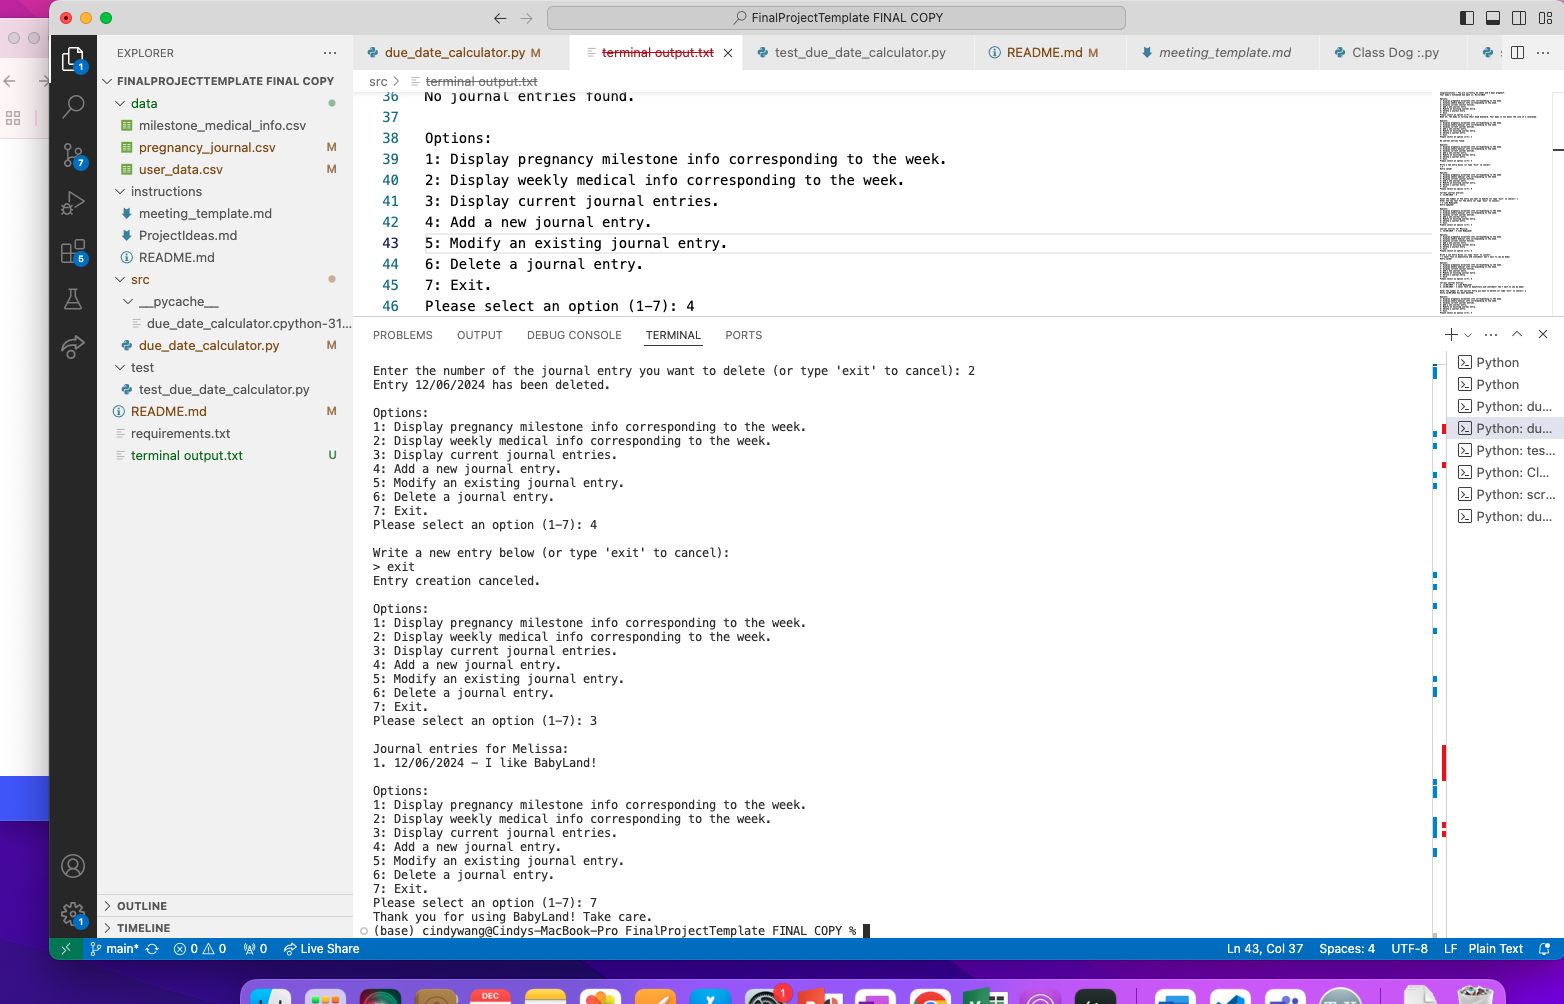 FinalProjectTemplate FINAL COPY
EXPLORER
due_date_calculator.py M
terminal output.txt
test_due_date_calculator.py
README.md M
meeting_template.md
Class Dog :.py
FINALPROJECTTEMPLATE FINAL COPY
src > terminal output.txt
data
milestone_medical_info.csv
pregnancy_journal.csv M
user_data.csv M
instructions
meeting_template.md
ProjectIdeas.md
README.md
src
__pycache__
due_date_calculator.cpython-31...
due_date_calculator.py M
test
test_due_date_calculator.py
README.md M
requirements.txt
terminal output.txt U
OUTLINE
TIMELINE
1
7
5
1
36 No journal entries found.
37
38 Options:
39 1: Display pregnancy milestone info corresponding to the week.
40 2: Display weekly medical info corresponding to the week.
41 3: Display current journal entries.
42 4: Add a new journal entry.
43 5: Modify an existing journal entry.
44 6: Delete a journal entry.
45 7: Exit.
46 Please select an option (1-7): 4
PROBLEMS OUTPUT DEBUG CONSOLE TERMINAL PORTS
Enter the number of the journal entry you want to delete (or type 'exit' to cancel): 2
Entry 12/06/2024 has been deleted.
Options:
1: Display pregnancy milestone info corresponding to the week.
2: Display weekly medical info corresponding to the week.
3: Display current journal entries.
4: Add a new journal entry.
5: Modify an existing journal entry.
6: Delete a journal entry.
7: Exit.
Please select an option (1-7): 4
Write a new entry below (or type 'exit' to cancel):
> exit
Entry creation canceled.
Options:
1: Display pregnancy milestone info corresponding to the week.
2: Display weekly medical info corresponding to the week.
3: Display current journal entries.
4: Add a new journal entry.
5: Modify an existing journal entry.
6: Delete a journal entry.
7: Exit.
Please select an option (1-7): 3
Journal entries for Melissa:
1. 12/06/2024 - I like BabyLand!
Options:
1: Display pregnancy milestone info corresponding to the week.
2: Display weekly medical info corresponding to the week.
3: Display current journal entries.
4: Add a new journal entry.
5: Modify an existing journal entry.
6: Delete a journal entry.
7: Exit.
Please select an option (1-7): 7
Thank you for using BabyLand! Take care.
(base) cindywang@Cindys-MacBook-Pro FinalProjectTemplate FINAL COPY %
Python
Python
Python: du...
Python: du...
Python: tes...
Python: Cl...
Python: scr...
Python: du...
main* 0 0 0 Live Share
Ln 43, Col 37 Spaces: 4 UTF-8 LF Plain Text
DEC
1